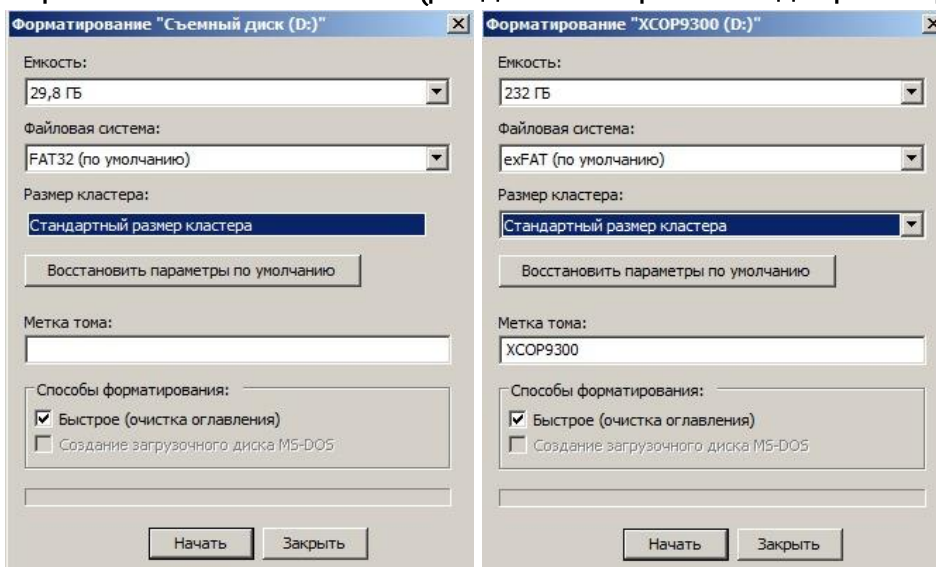 Форматирование "Съемный диск (D:)"
Емкость:
29,8 ГБ
Файловая система:
FAT32 (по умолчанию)
Размер кластера:
Стандартный размер кластера
Восстановить параметры по умолчанию
Метка тома:
Способы форматирования:
Быстрое (очистка оглавления)
Создание загрузочного диска MS-DOS
Начать
Закрыть
Форматирование "XCOP9300 (D:)"
Емкость:
232 ГБ
Файловая система:
exFAT (по умолчанию)
Размер кластера:
Стандартный размер кластера
Восстановить параметры по умолчанию
Метка тома:
XCOP9300
Способы форматирования:
Быстрое (очистка оглавления)
Создание загрузочного диска MS-DOS
Начать
Закрыть